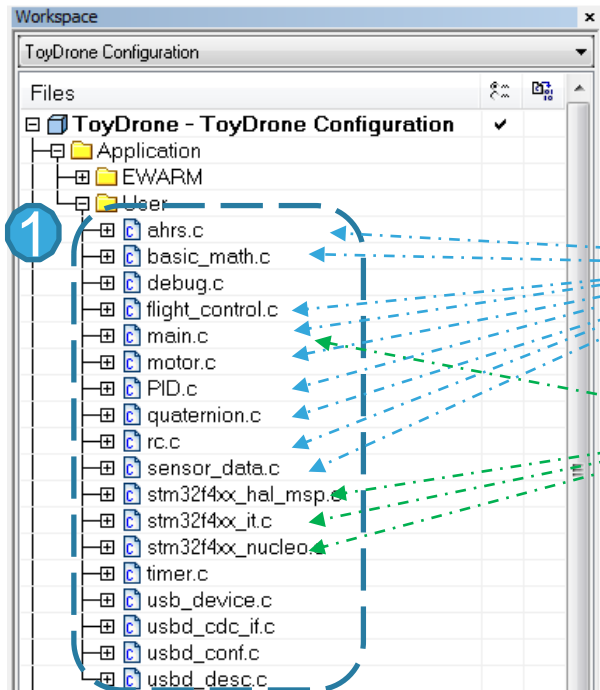 Workspace
ToyDrone Configuration
Files
ToyDrone - ToyDrone Configuration
Application
EWARM
User
1
ahrs.c
basic_math.c
debug.c
flight_control.c
main.c
motor.c
PID.c
quaternion.c
rc.c
sensor_data.c
stm32f4xx_hal_msp.c
stm32f4xx_it.c
stm32f4xx_nucleo.c
timer.c
usb_device.c
usbd_cdc_if.c
usbd_conf.c
usbd_desc.c